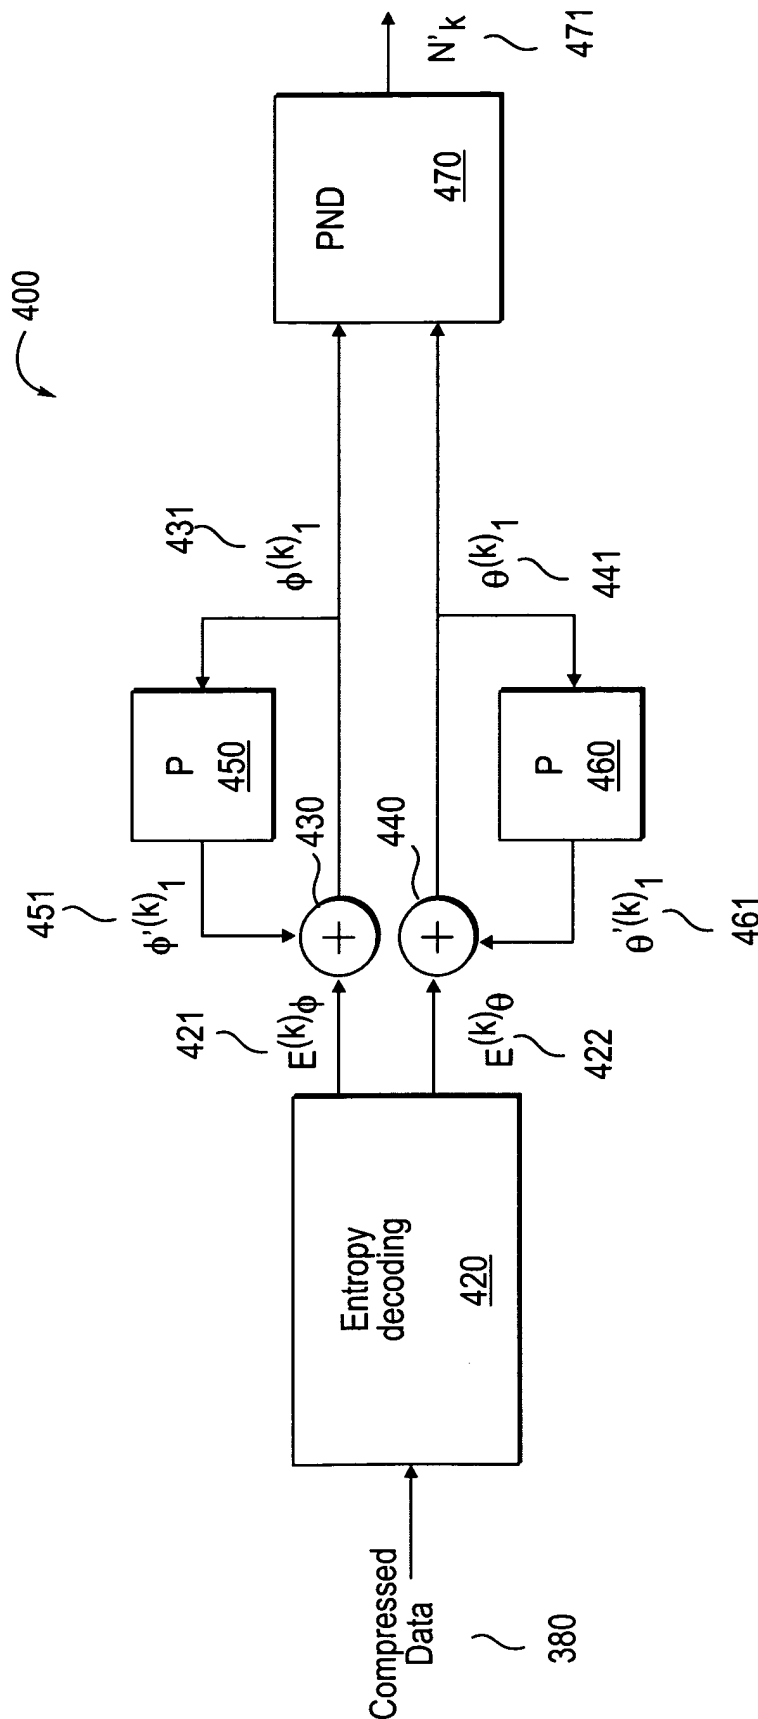 400
Compressed
Data
380
Entropy
decoding
420
421
E(k)ϕ
E(k)θ
422
451
ϕ'(k)1
P
450
430
+
440
+
P
460
θ'(k)1
461
431
ϕ(k)1
θ(k)1
441
PND
470
N'k
471